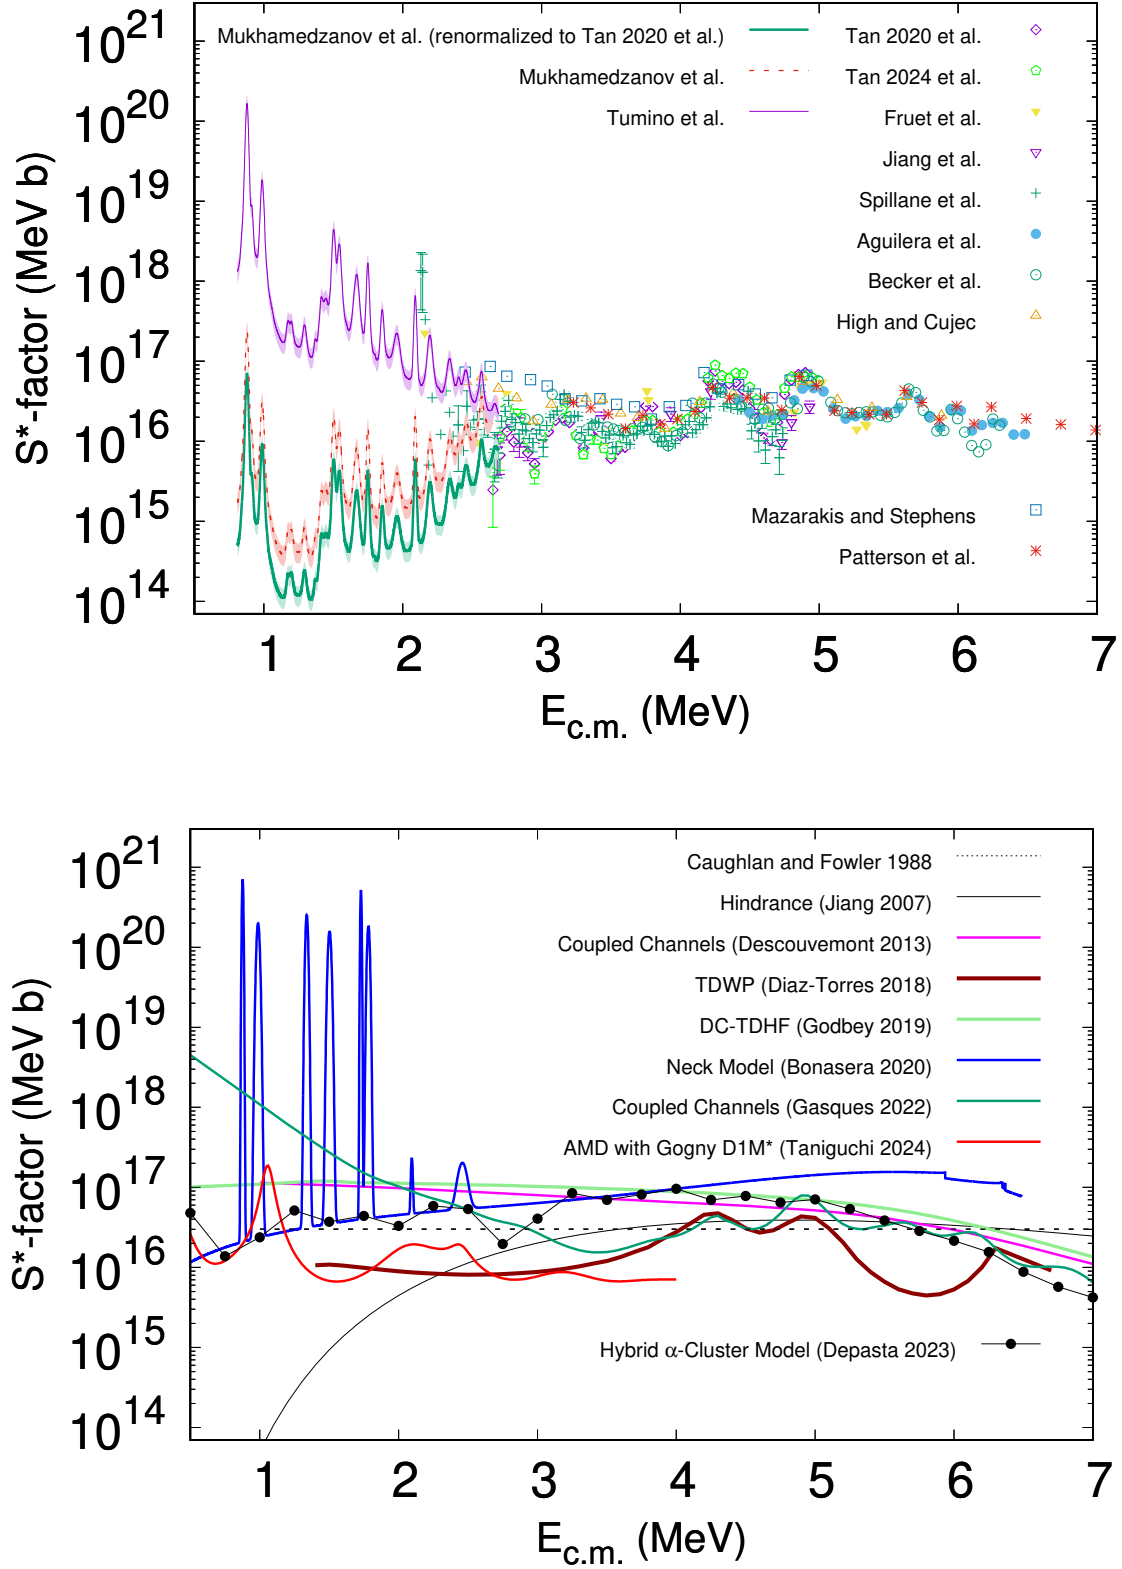 10^21
10^20
10^19
10^18
10^17
10^16
10^15
10^14
S*-factor (MeV b)
Mukhamedzanov et al. (renormalized to Tan 2020 et al.)
Mukhamedzanov et al.
Tumino et al.
Tan 2020 et al.
Tan 2024 et al.
Fruet et al.
Jiang et al.
Spillane et al.
Aguilera et al.
Becker et al.
High and Cujec
Mazarakis and Stephens
Patterson et al.
1 2 3 4 5 6 7
E_c.m. (MeV)
10^21
10^20
10^19
10^18
10^17
10^16
10^15
10^14
S*-factor (MeV b)
Caughlan and Fowler 1988
Hindrance (Jiang 2007)
Coupled Channels (Descouvemont 2013)
TDWP (Diaz-Torres 2018)
DC-TDHF (Godbey 2019)
Neck Model (Bonasera 2020)
Coupled Channels (Gasques 2022)
AMD with Gogny D1M* (Taniguchi 2024)
Hybrid α-Cluster Model (Depasta 2023)
1 2 3 4 5 6 7
E_c.m. (MeV)